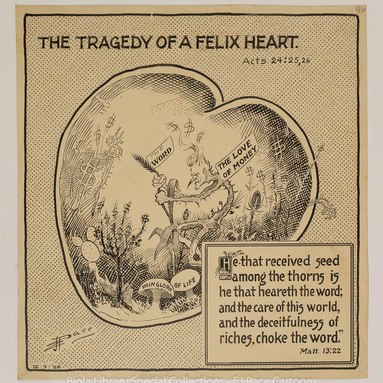 THE TRAGEDY OF A FELIX HEART.
Acts 24:25,26
WORD
THE LOVE
OF MONEY
VAIN GLORY
OF LIFE
He that received seed
among the thorns is
he that heareth the word;
and the care of this world,
and the deceitfulness of
riches, choke the word."
Matt. 13:22
EJ Pace